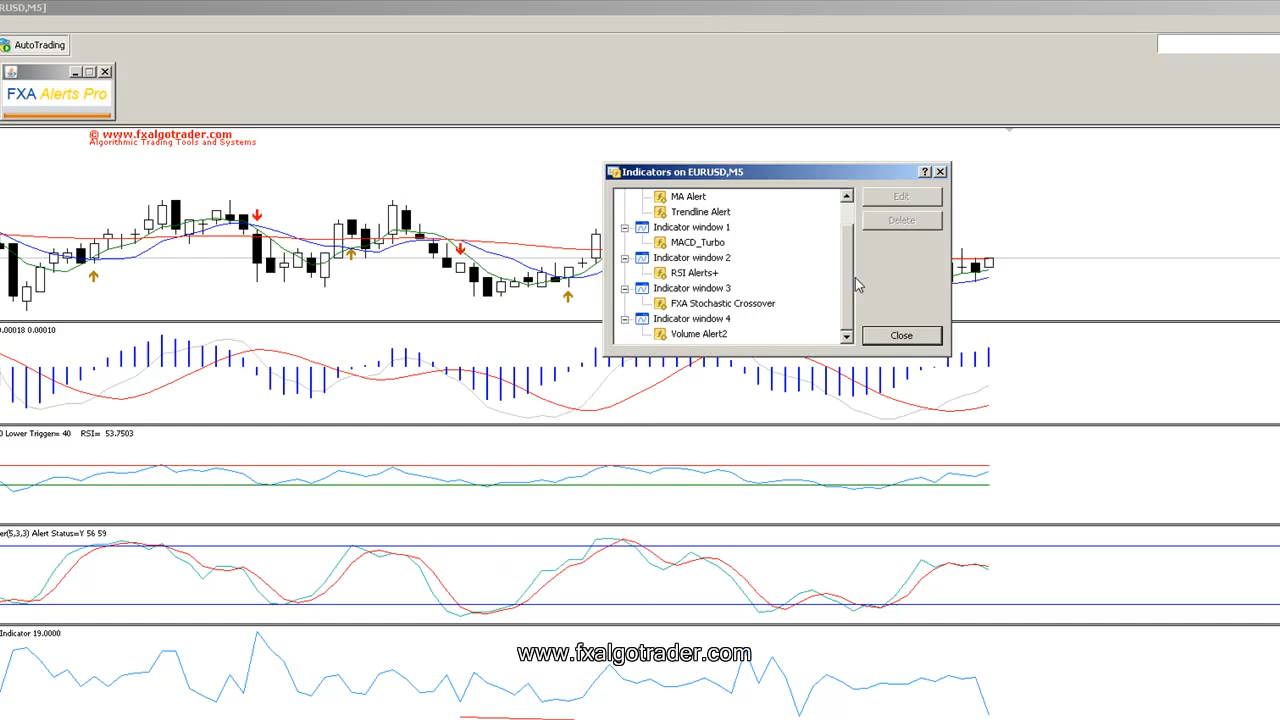 EURUSD,M5]
AutoTrading
FXA Alerts Pro
© www.fxalgotrader.com
Algorithmic Trading Tools and Systems
Indicators on EURUSD,M5
MA Alert
Trendline Alert
Indicator window 1
MACD_Turbo
Indicator window 2
RSI Alerts+
Indicator window 3
FXA Stochastic Crossover
Indicator window 4
Volume Alert2
Edit
Delete
Close
0.00018 0.00010
0 Lower Trigger= 40 RSI= 53.7503
er(5,3,3) Alert Status=Y 56 59
Indicator 19.0000
www.fxalgotrader.com